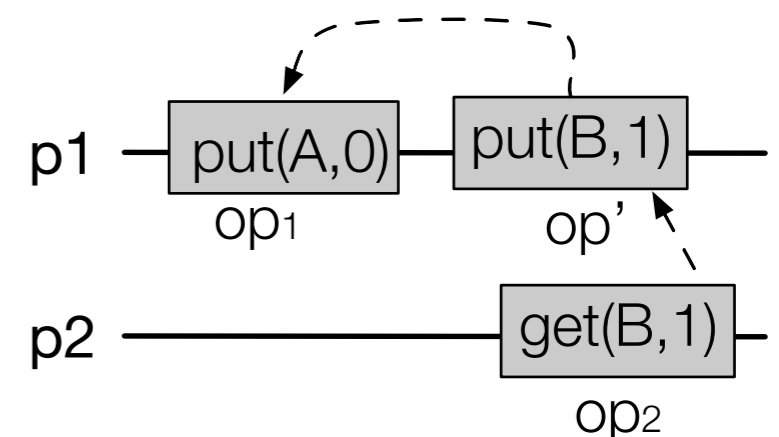 p1 put(A,0) put(B,1)
op1 op’
p2 get(B,1)
op2